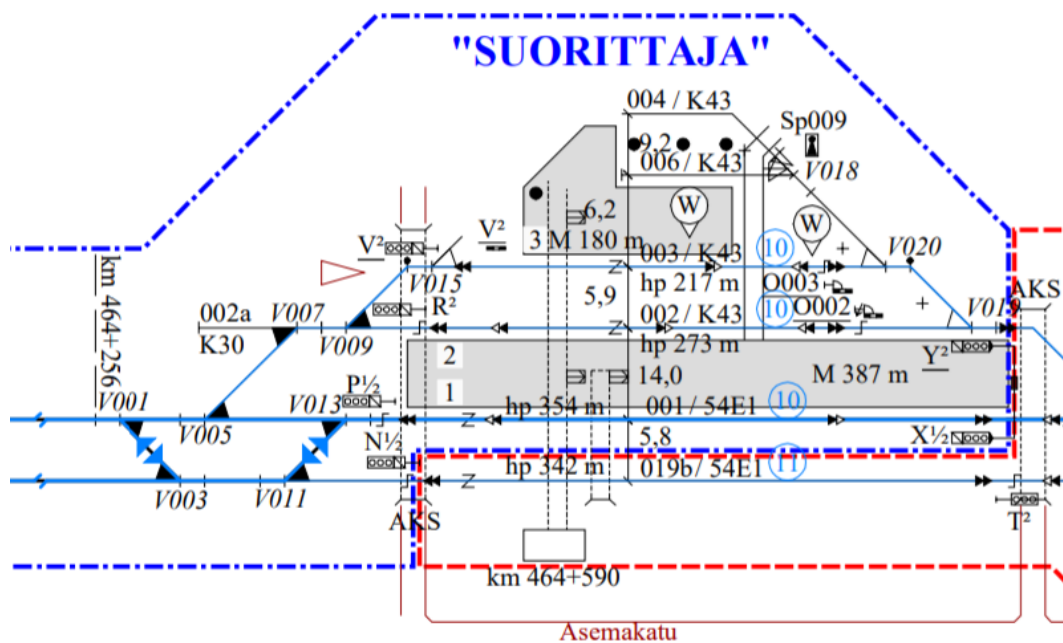 "SUORITTAJA"
004 / K43
Sp009
9,2
006 / K43
V018
W
6,2
W
V²
V²
3 M 180 m
003 / K43
10
V020
km 464+256
V015
hp 217 m
O003
AKS
002a
V007
R²
5,9
002 / K43
10
O002
V019
K30
V009
hp 273 m
2
Y²
14,0
M 387 m
P½
1
V001
V013
hp 354 m
001 / 54E1
10
V005
N½
5,8
X½
hp 342 m
019b / 54E1
11
V003
V011
AKS
T²
km 464+590
Asemakatu